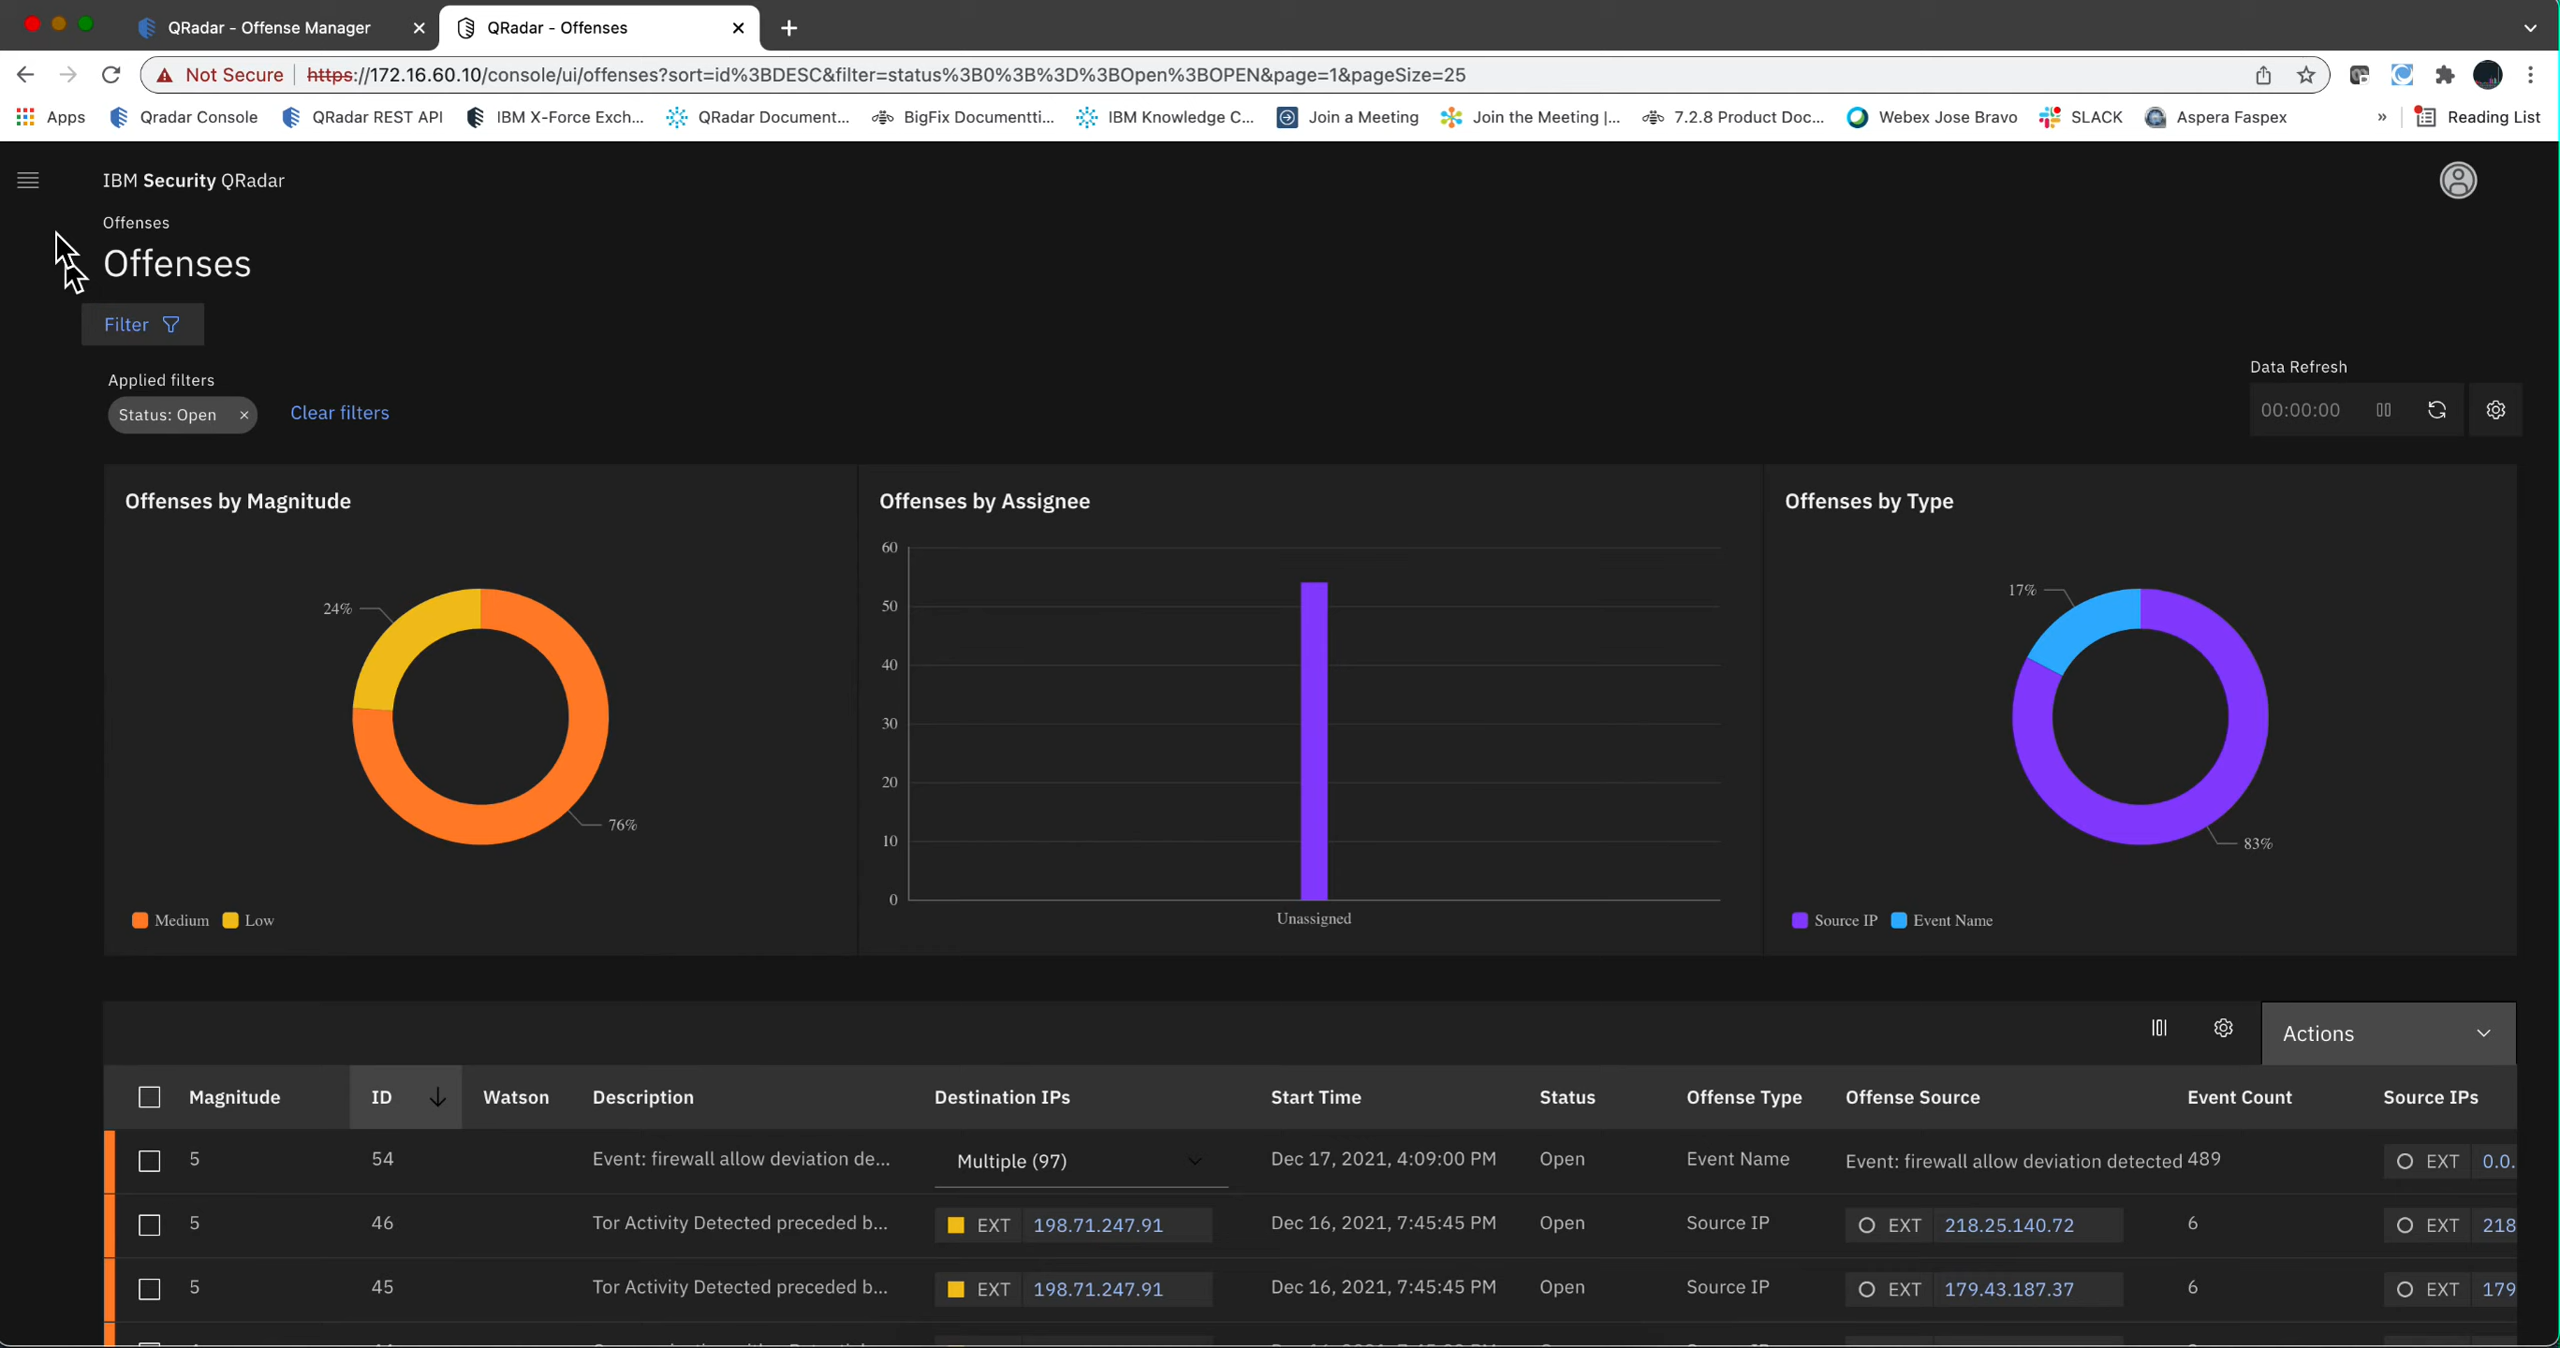 QRadar - Offense Manager
QRadar - Offenses
Not Secure
https://172.16.60.10/console/ui/offenses?sort=id%3BDESC&filter=status%3B0%3B%3D%3BOpen%3BOPEN&page=1&pageSize=25
Apps Qradar Console QRadar REST API IBM X-Force Exch... QRadar Document... BigFix Documentti... IBM Knowledge C... Join a Meeting Join the Meeting |... 7.2.8 Product Doc... Webex Jose Bravo SLACK Aspera Faspex » Reading List
IBM Security QRadar
Offenses
Offenses
Filter
Applied filters
Status: Open
Clear filters
Data Refresh
00:00:00
Offenses by Magnitude
24%
76%
Medium Low
Offenses by Assignee
60
50
40
30
20
10
0
Unassigned
Offenses by Type
17%
83%
Source IP Event Name
Actions
Magnitude ID Watson Description Destination IPs Start Time Status Offense Type Offense Source Event Count Source IPs
5 54 Event: firewall allow deviation de... Multiple (97) Dec 17, 2021, 4:09:00 PM Open Event Name Event: firewall allow deviation detected 489 EXT 0.0.
5 46 Tor Activity Detected preceded b... EXT 198.71.247.91 Dec 16, 2021, 7:45:45 PM Open Source IP EXT 218.25.140.72 6 EXT 218
5 45 Tor Activity Detected preceded b... EXT 198.71.247.91 Dec 16, 2021, 7:45:45 PM Open Source IP EXT 179.43.187.37 6 EXT 179